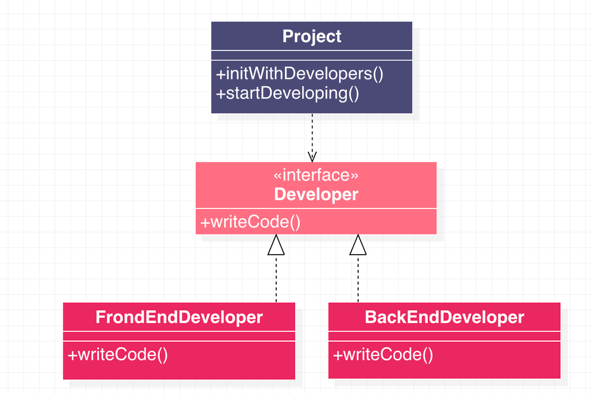 Project
+initWithDevelopers()
+startDeveloping()
«interface»
Developer
+writeCode()
FrondEndDeveloper
+writeCode()
BackEndDeveloper
+writeCode()